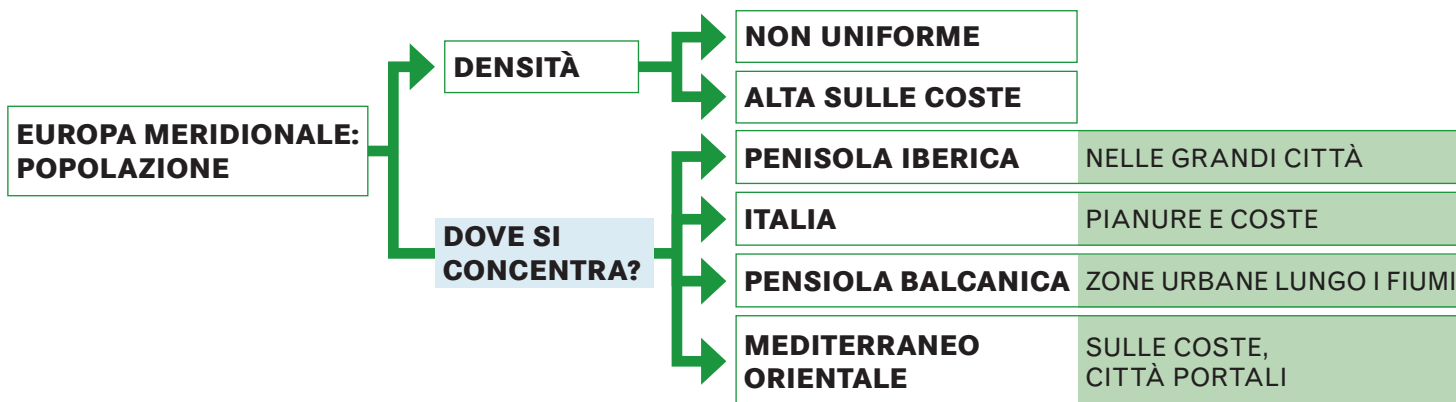 EUROPA MERIDIONALE:
POPOLAZIONE
DENSITÀ
NON UNIFORME
ALTA SULLE COSTE
DOVE SI
CONCENTRA?
PENISOLA IBERICA
NELLE GRANDI CITTÀ
ITALIA
PIANURE E COSTE
PENSIOLA BALCANICA
ZONE URBANE LUNGO I FIUMI
MEDITERRANEO
ORIENTALE
SULLE COSTE,
CITTÀ PORTALI